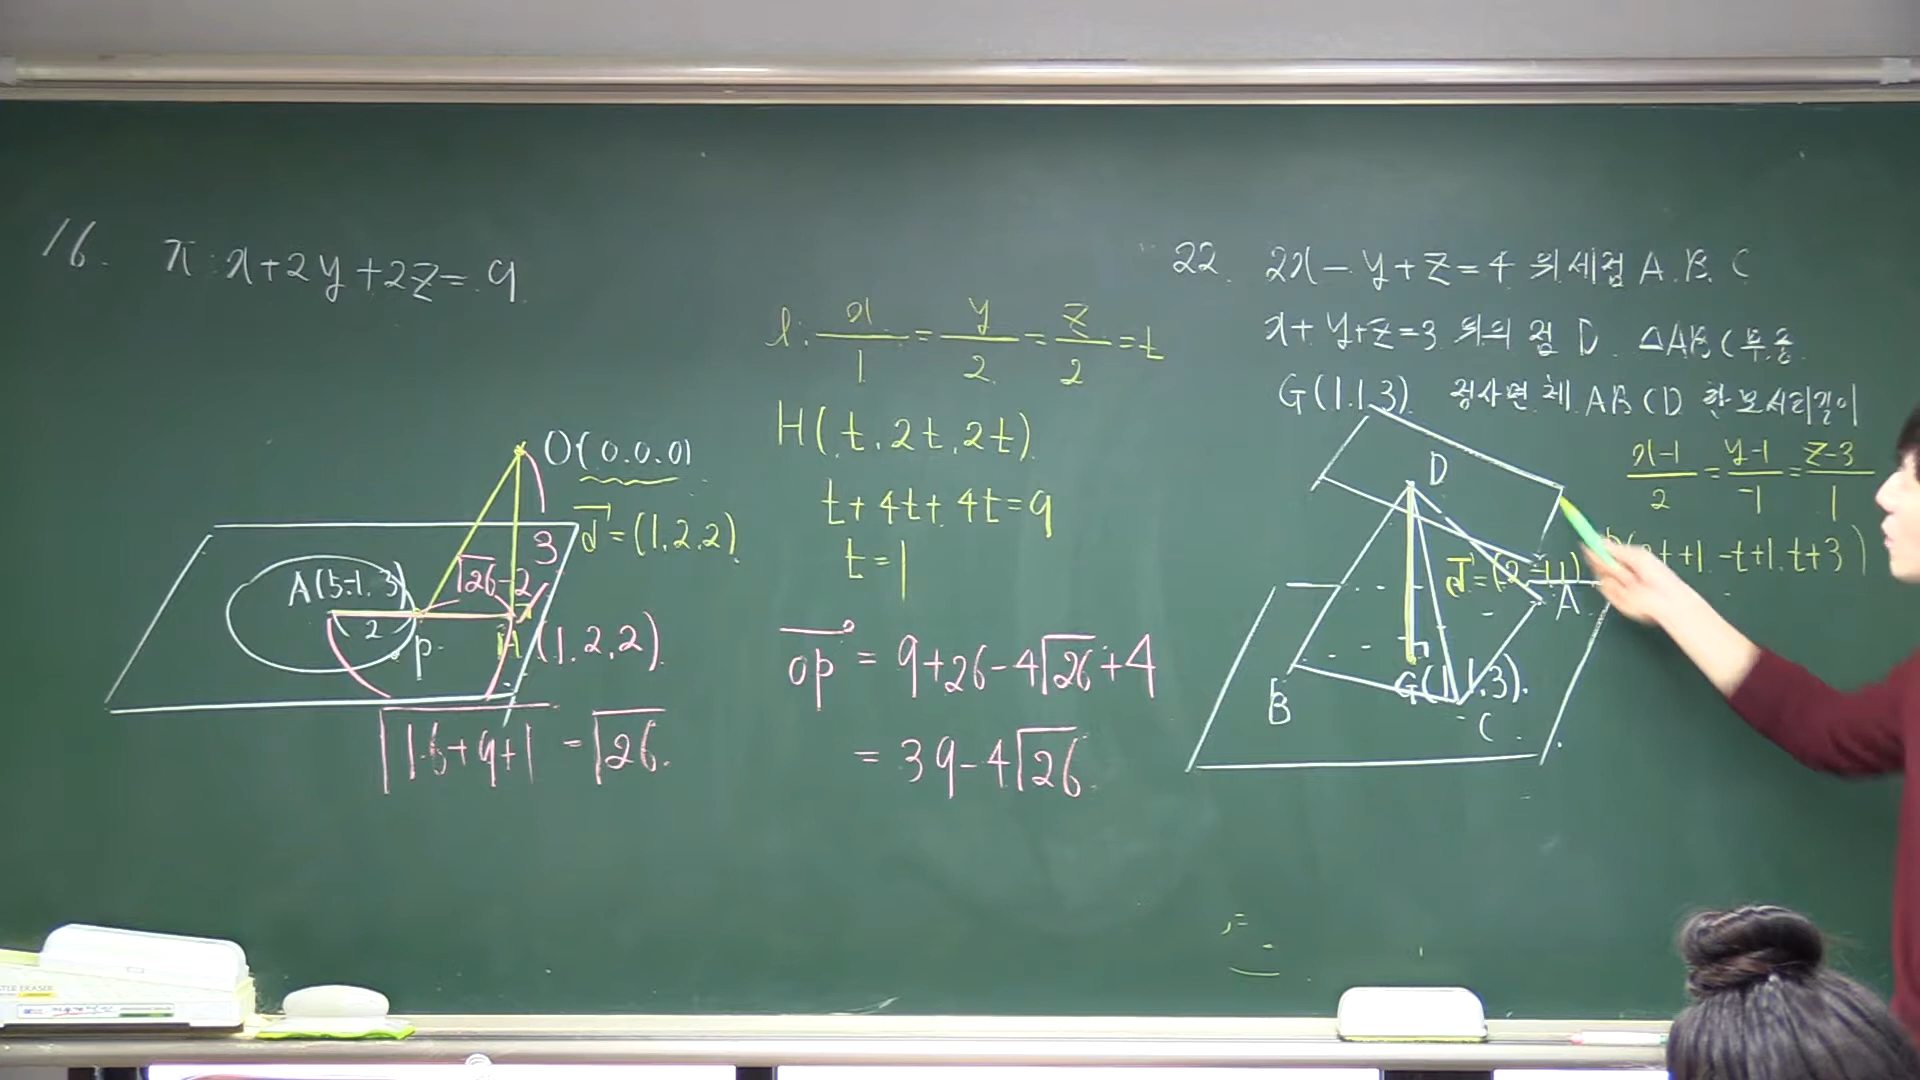 16. π : x+2y+2z=9
O(0.0.0)
d⃗=(1,2,2)
3
√26-2
A(5.-1.3)
2
P
H(1.2.2)
√16+9+1 = √26.
l: x/1 = y/2 = z/2 = t
H(t.2t.2t)
t+4t+4t=9
t=1
OP = 9+26-4√26+4
= 39-4√26
22. 2x-y+z=4 위 세점 A.B.C
x+y+z=3 위의 점 D. △ABC 무.중
G(1.1.3). 정사면체 ABCD 한 모서리길이
(x-1)/2 = (y-1)/-1 = (z-3)/1
t+1.-t+1.t+3)
D
A
B
G(1.1.3).
C